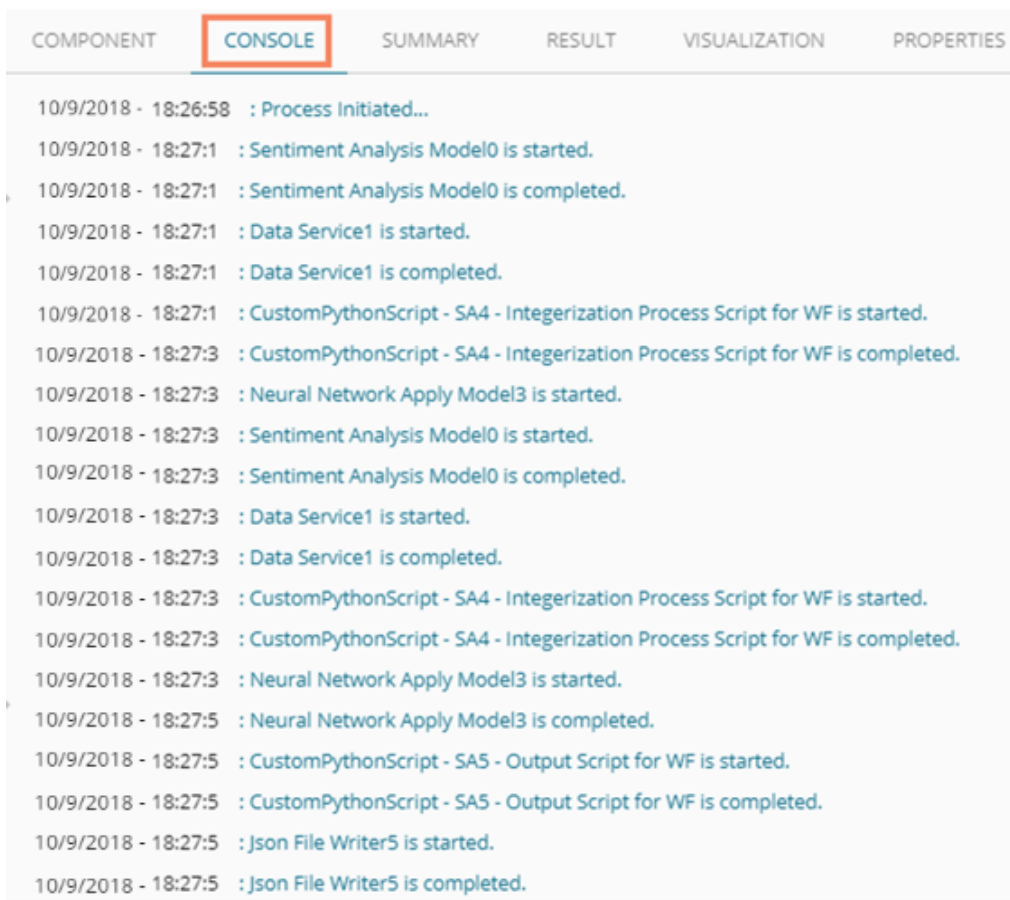 COMPONENT CONSOLE SUMMARY RESULT VISUALIZATION PROPERTIES
10/9/2018 - 18:26:58 : Process Initiated...
10/9/2018 - 18:27:1 : Sentiment Analysis Model0 is started.
10/9/2018 - 18:27:1 : Sentiment Analysis Model0 is completed.
10/9/2018 - 18:27:1 : Data Service1 is started.
10/9/2018 - 18:27:1 : Data Service1 is completed.
10/9/2018 - 18:27:1 : CustomPythonScript - SA4 - Integerization Process Script for WF is started.
10/9/2018 - 18:27:3 : CustomPythonScript - SA4 - Integerization Process Script for WF is completed.
10/9/2018 - 18:27:3 : Neural Network Apply Model3 is started.
10/9/2018 - 18:27:3 : Sentiment Analysis Model0 is started.
10/9/2018 - 18:27:3 : Sentiment Analysis Model0 is completed.
10/9/2018 - 18:27:3 : Data Service1 is started.
10/9/2018 - 18:27:3 : Data Service1 is completed.
10/9/2018 - 18:27:3 : CustomPythonScript - SA4 - Integerization Process Script for WF is started.
10/9/2018 - 18:27:3 : CustomPythonScript - SA4 - Integerization Process Script for WF is completed.
10/9/2018 - 18:27:3 : Neural Network Apply Model3 is started.
10/9/2018 - 18:27:5 : Neural Network Apply Model3 is completed.
10/9/2018 - 18:27:5 : CustomPythonScript - SA5 - Output Script for WF is started.
10/9/2018 - 18:27:5 : CustomPythonScript - SA5 - Output Script for WF is completed.
10/9/2018 - 18:27:5 : Json File Writer5 is started.
10/9/2018 - 18:27:5 : Json File Writer5 is completed.